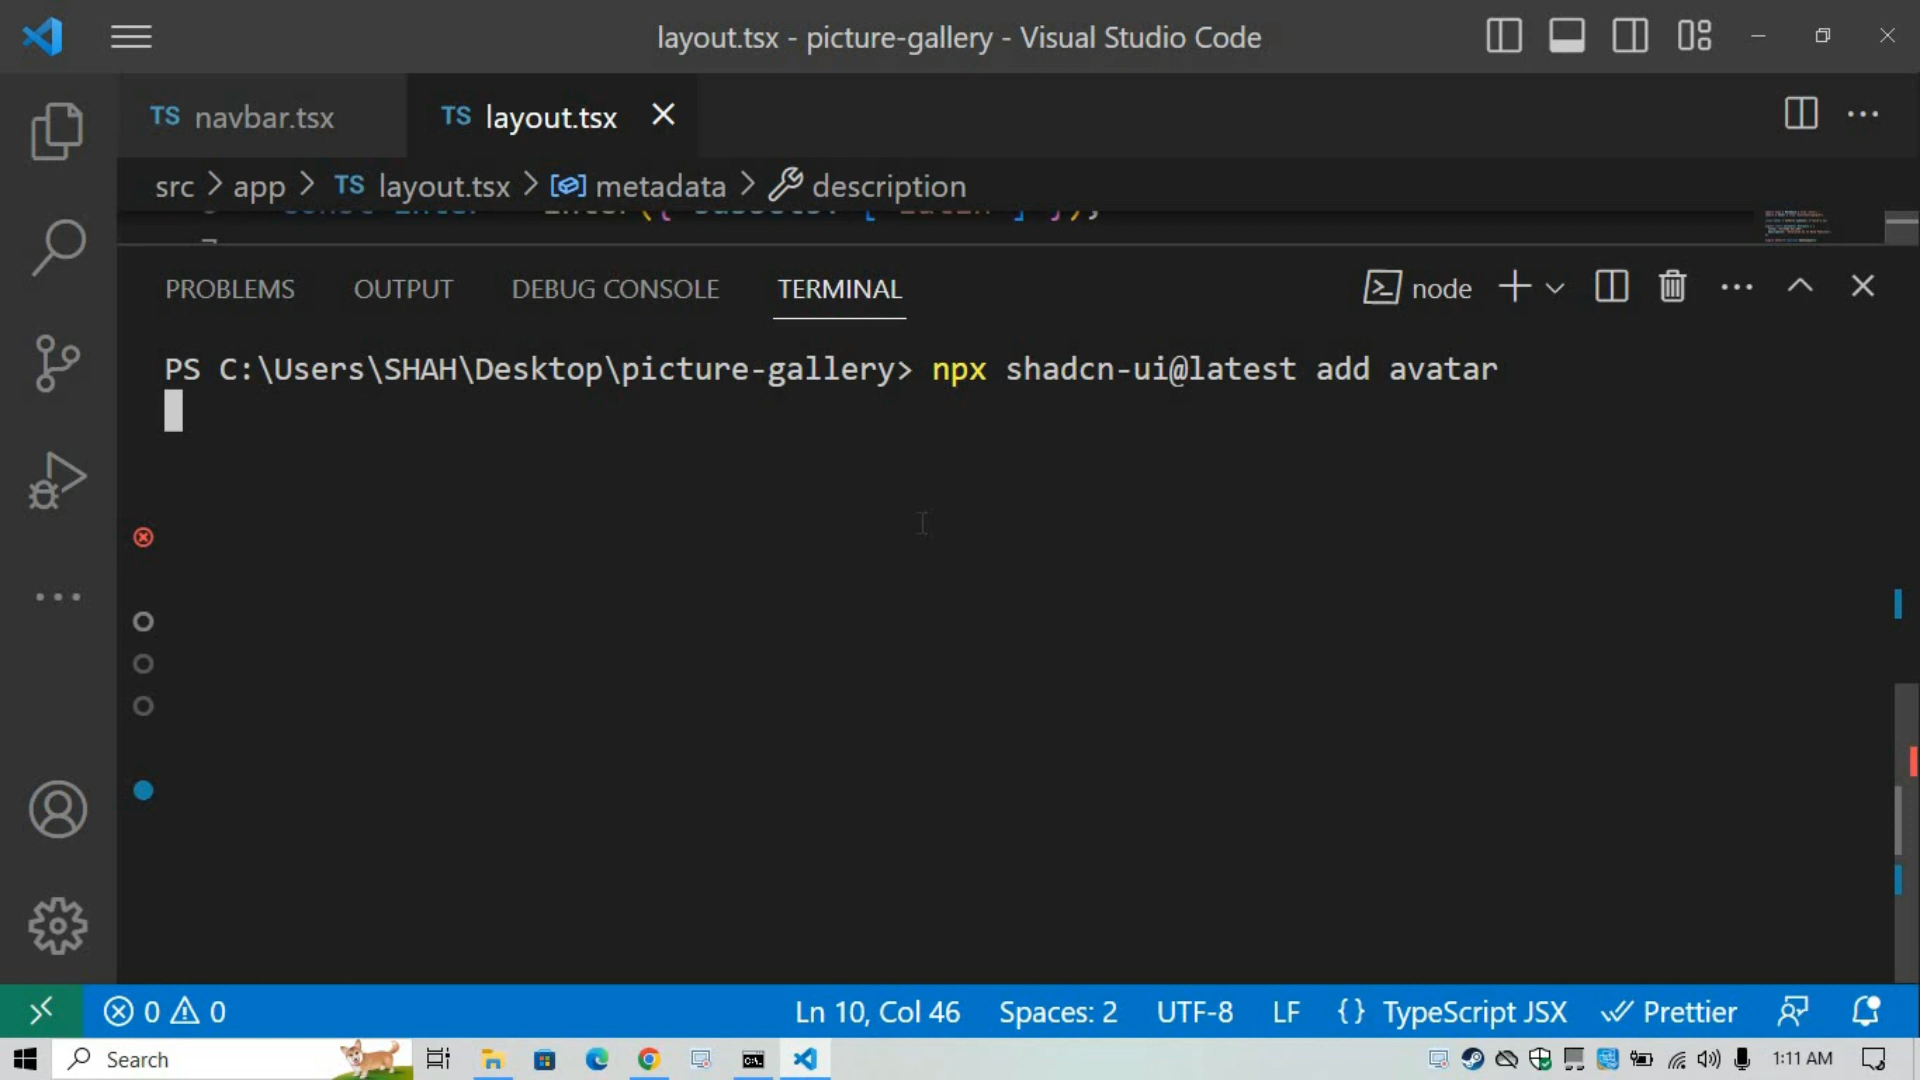 layout.tsx - picture-gallery - Visual Studio Code
TS navbar.tsx TS layout.tsx
src > app > TS layout.tsx > metadata > description
PROBLEMS OUTPUT DEBUG CONSOLE TERMINAL node
PS C:\Users\SHAH\Desktop\picture-gallery> npx shadcn-ui@latest add avatar
0 0 Ln 10, Col 46 Spaces: 2 UTF-8 LF {} TypeScript JSX Prettier
Search 1:11 AM